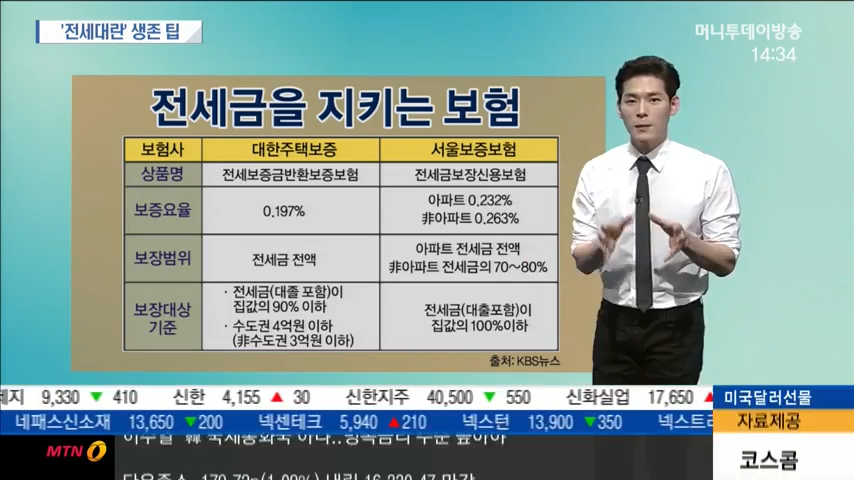 '전세대란' 생존 팁
머니투데이방송
14:34
전세금을 지키는 보험
보험사 대한주택보증 서울보증보험
상품명 전세보증금반환보증보험 전세금보장신용보험
보증요율 0.197% 아파트 0.232%
非아파트 0.263%
보장범위 전세금 전액 아파트 전세금 전액
非아파트 전세금의 70~80%
보장대상
기준
· 전세금(대졸 포함)이
집값의 90% 이하
· 수도권 4억원 이하
(非수도권 3억원 이하)
전세금(대출포함)이
집값의 100%이하
출처: KBS뉴스
제지 9,330 ▼ 410 신한 4,155 ▲ 30 신한지주 40,500 ▼ 550 신화실업 17,650 ▲
네패스신소재 13,650 ▼200 넥센테크 5,940 ▲210 넥스턴 13,900 ▼350 넥스트
미국달러선물
자료제공
코스콤
MTN